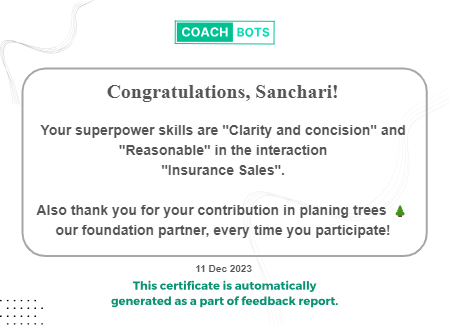 COACH BOTS
Congratulations, Sanchari!
Your superpower skills are "Clarity and concision" and
"Reasonable" in the interaction
"Insurance Sales".
Also thank you for your contribution in planing trees 🌲
our foundation partner, every time you participate!
11 Dec 2023
This certificate is automatically
generated as a part of feedback report.